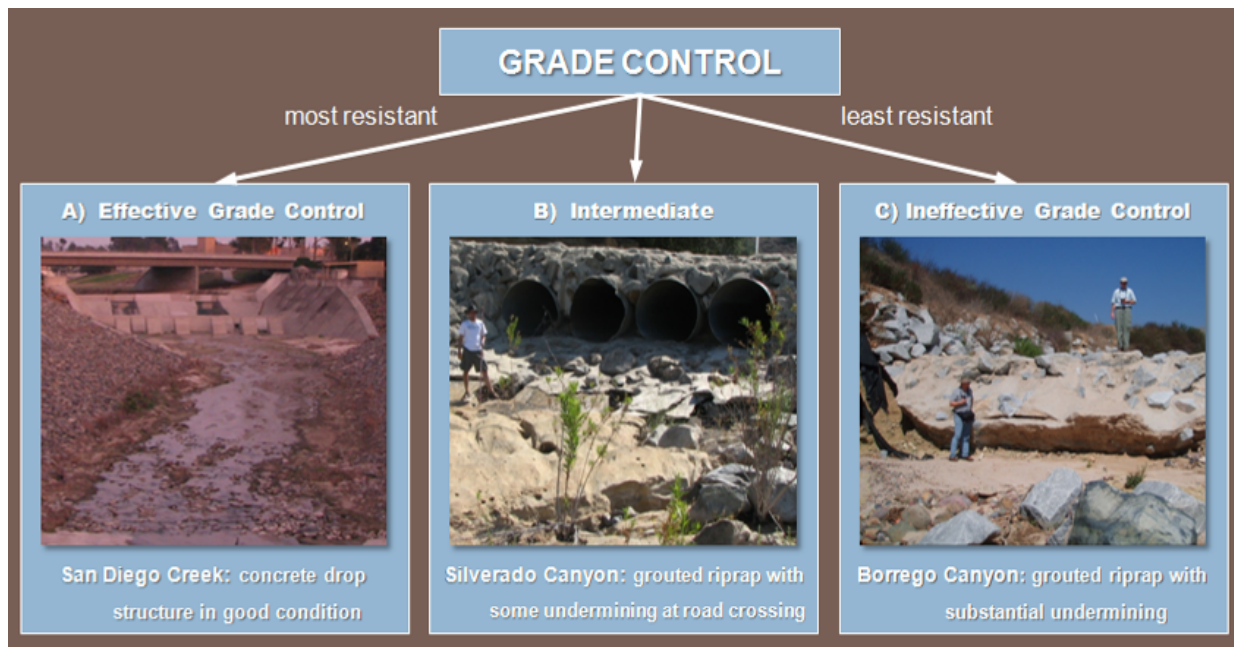 GRADE CONTROL
most resistant
least resistant
A) Effective Grade Control
B) Intermediate
C) Ineffective Grade Control
San Diego Creek: concrete drop
structure in good condition
Silverado Canyon: grouted riprap with
some undermining at road crossing
Borrego Canyon: grouted riprap with
substantial undermining